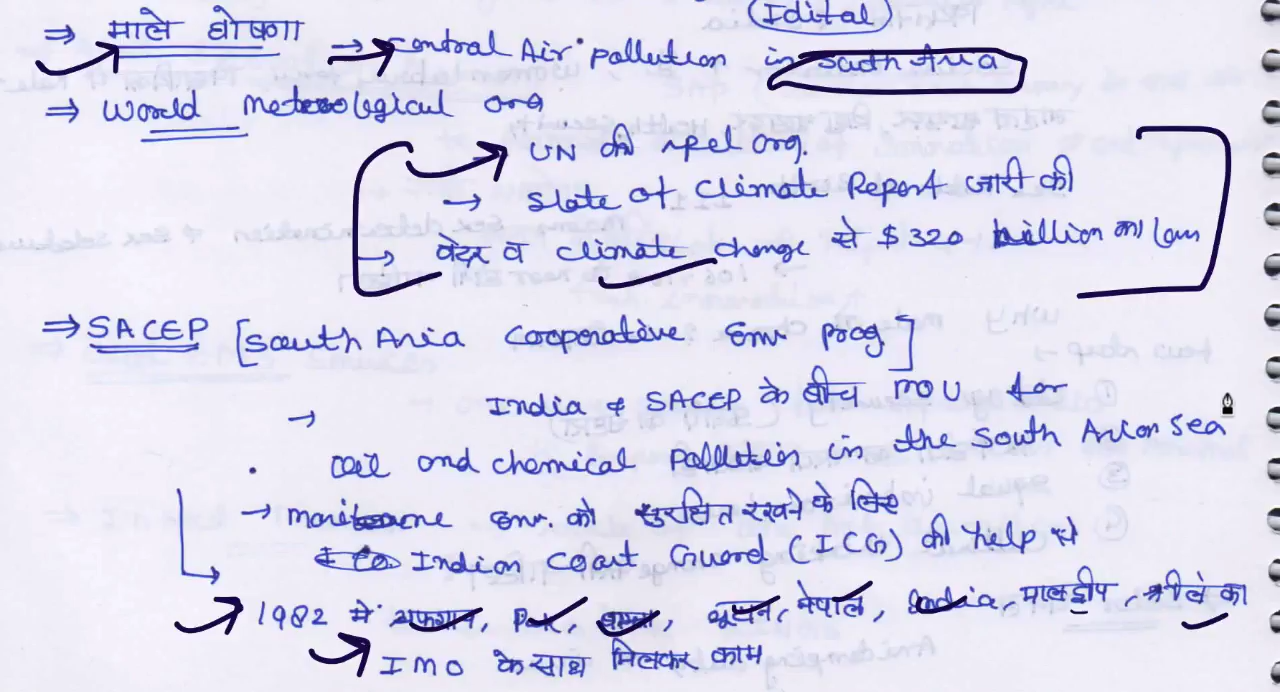 (Idital)
⇒ माले घोषणा → Control Air pollution in South Asia
⇒ World meteorological org
→ UN की spel org.
→ State of Climate Report जारी की
→ climate change से $320 billion का loss
⇒ SACEP [South Asia Cooperative Env prog]
→ India & SACEP के बीच MOU for
oil and chemical Pollution in the South Asian Sea
→ env. को सुरक्षित रखने के लिए
Indian Coast Guard (ICG) की help से
→ 1982 मे अफगान, Pak, बांग्ला, भूटान, नेपाल, India, मालद्वीप, श्रीलंका
→ IMO के साथ मिलकर काम